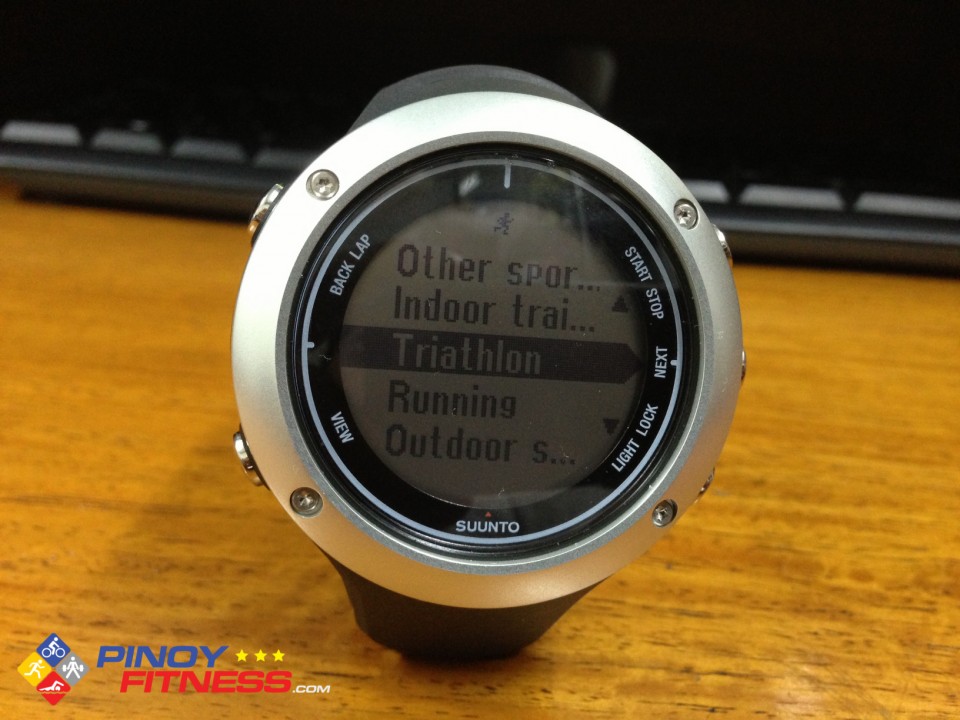 BACK LAP
START STOP
Other spor...
Indoor trai...
Triathlon
NEXT
Running
VIEW
LIGHT LOCK
Outdoor s...
SUUNTO
PINOY
FITNESS.COM